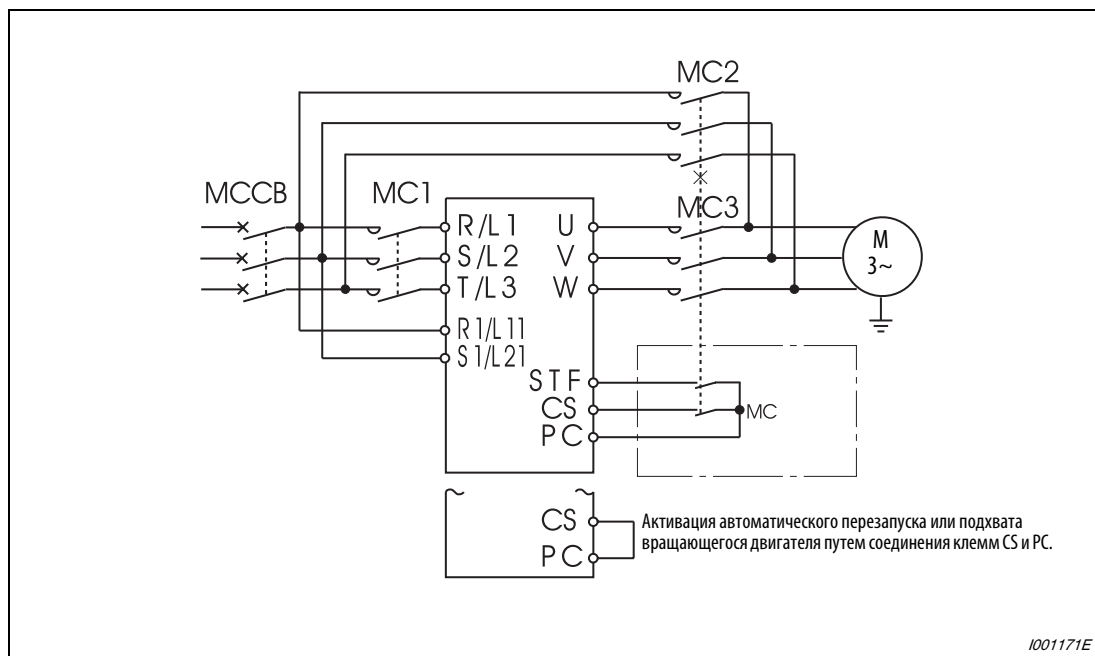 MC2
MCCB
MC1
MC3
R/L1
U
S/L2
V
T/L3
W
M
3~
R1/L11
S1/L21
STF
CS
PC
MC
CS
PC
Активация автоматического перезапуска или подхвата
вращающегося двигателя путем соединения клемм CS и PC.
I001171E